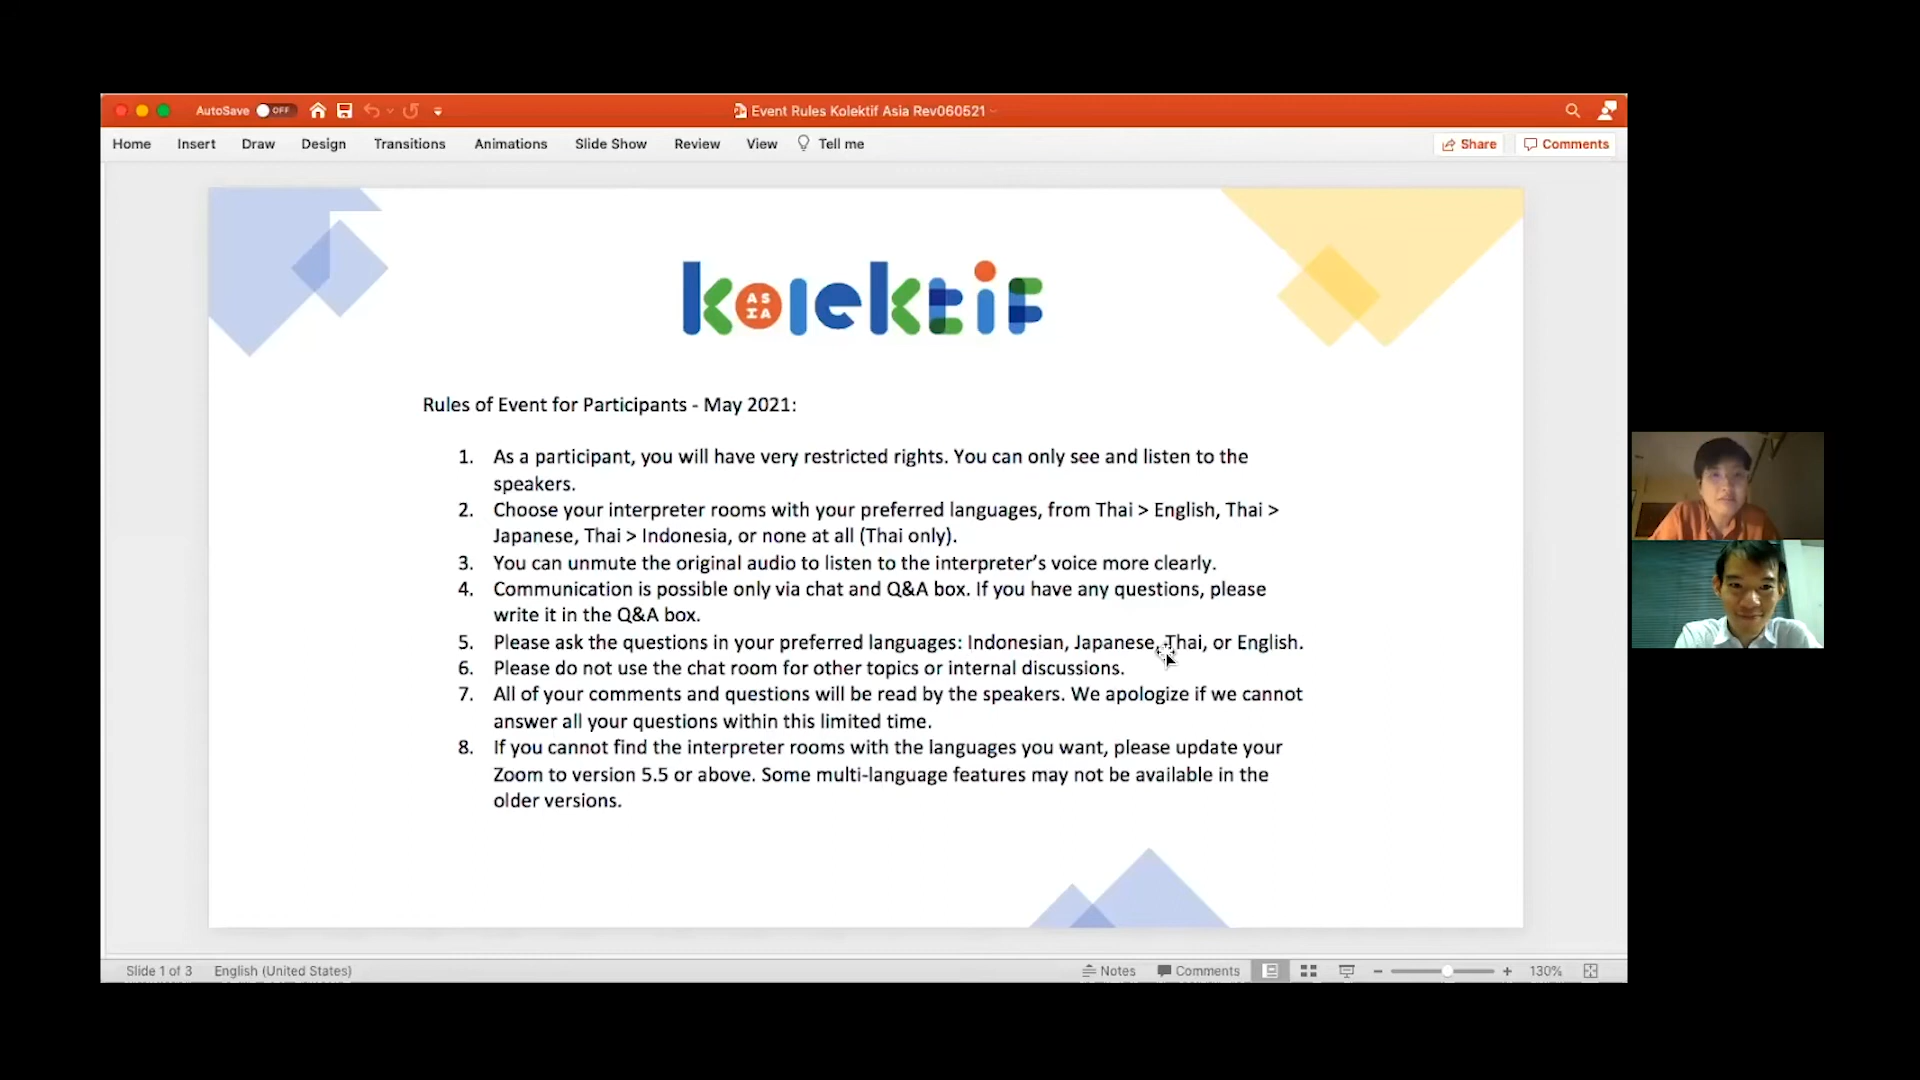 AutoSave OFF Event Rules Kolektif Asia Rev060521
Home Insert Draw Design Transitions Animations Slide Show Review View Tell me Share Comments
kolektif
AS
IA
Rules of Event for Participants - May 2021:
1. As a participant, you will have very restricted rights. You can only see and listen to the
speakers.
2. Choose your interpreter rooms with your preferred languages, from Thai > English, Thai >
Japanese, Thai > Indonesia, or none at all (Thai only).
3. You can unmute the original audio to listen to the interpreter's voice more clearly.
4. Communication is possible only via chat and Q&A box. If you have any questions, please
write it in the Q&A box.
5. Please ask the questions in your preferred languages: Indonesian, Japanese, Thai, or English.
6. Please do not use the chat room for other topics or internal discussions.
7. All of your comments and questions will be read by the speakers. We apologize if we cannot
answer all your questions within this limited time.
8. If you cannot find the interpreter rooms with the languages you want, please update your
Zoom to version 5.5 or above. Some multi-language features may not be available in the
older versions.
Slide 1 of 3 English (United States) Notes Comments 130%